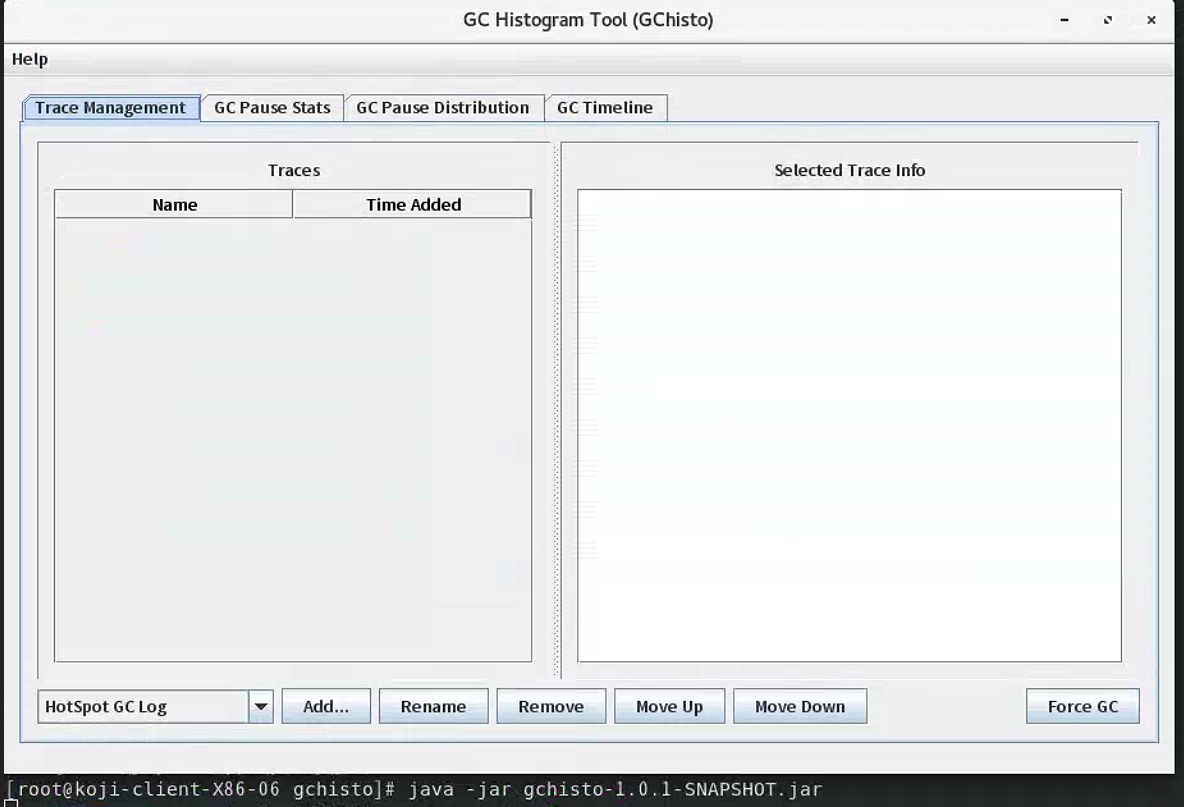 GC Histogram Tool (GChisto)
Help
Trace Management GC Pause Stats GC Pause Distribution GC Timeline
Traces Selected Trace Info
Name Time Added
HotSpot GC Log Add... Rename Remove Move Up Move Down Force GC
[root@koji-client-X86-06 gchisto]# java -jar gchisto-1.0.1-SNAPSHOT.jar